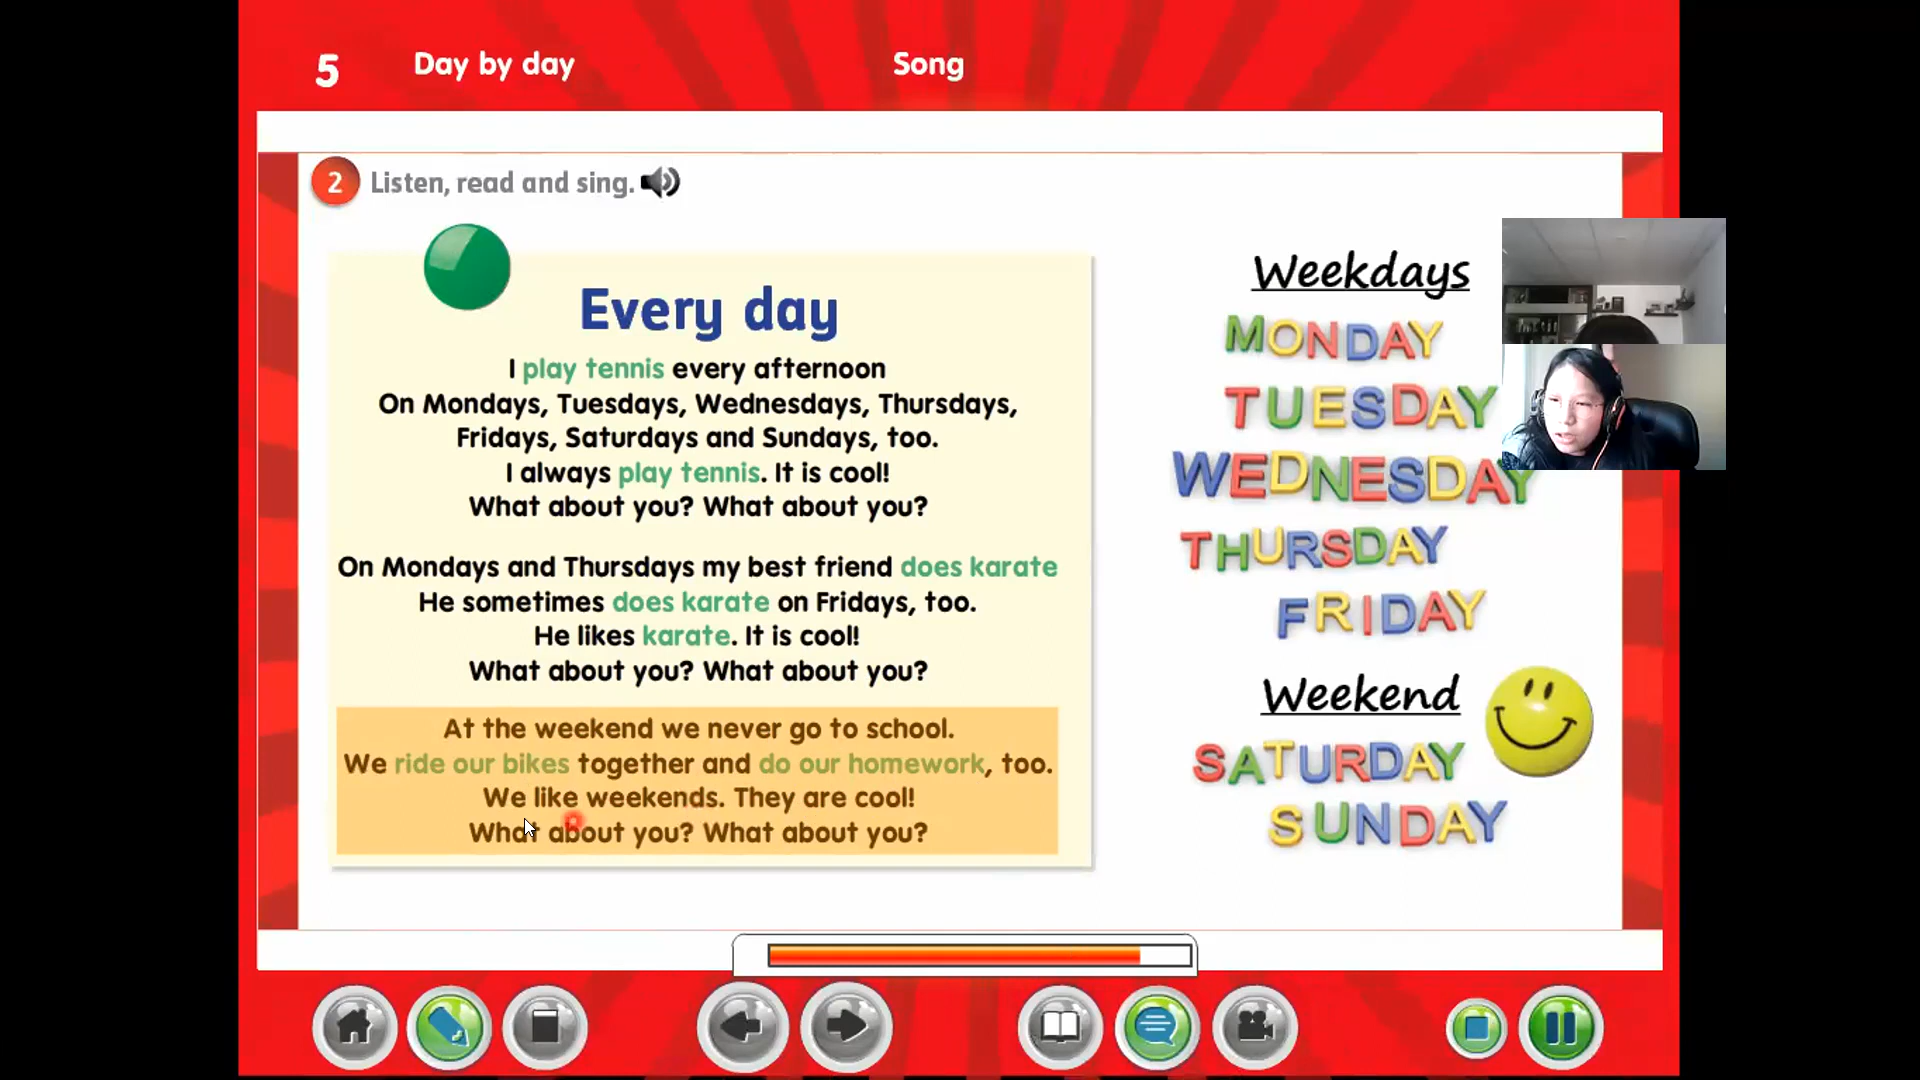 5 Day by day Song
2 Listen, read and sing.
Every day
I play tennis every afternoon
On Mondays, Tuesdays, Wednesdays, Thursdays,
Fridays, Saturdays and Sundays, too.
I always play tennis. It is cool!
What about you? What about you?
On Mondays and Thursdays my best friend does karate
He sometimes does karate on Fridays, too.
He likes karate. It is cool!
What about you? What about you?
At the weekend we never go to school.
We ride our bikes together and do our homework, too.
We like weekends. They are cool!
What about you? What about you?
Weekdays
MONDAY
TUESDAY
WEDNESDAY
THURSDAY
FRIDAY
Weekend
SATURDAY
SUNDAY